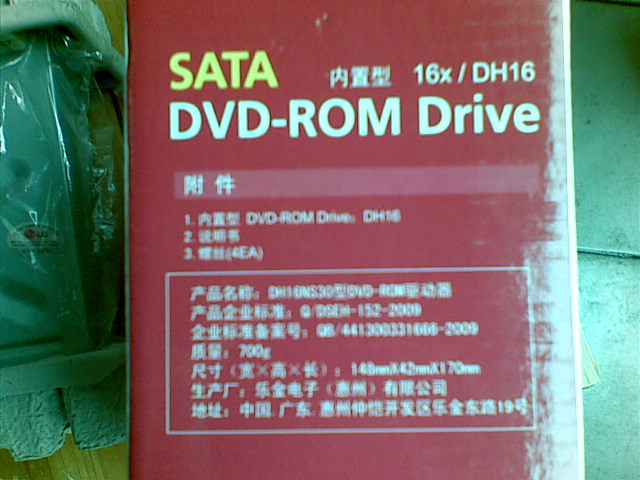 SATA 内置型 16x / DH16
DVD-ROM Drive
附 件
1. 内置型 DVD-ROM Drive: DH16
2. 说明书
3. 螺丝(4EA)
产品名称: DH16NS30型DVD-ROM驱动器
产品企业标准: Q/DSEH-152-2009
企业标准备案号: QB/441300331666-2009
质量: 700g
尺寸(宽×高×长): 148mmX42mmX170mm
生产厂: 乐金电子(惠州)有限公司
地址: 中国.广东.惠州仲恺开发区乐金东路19号
LG